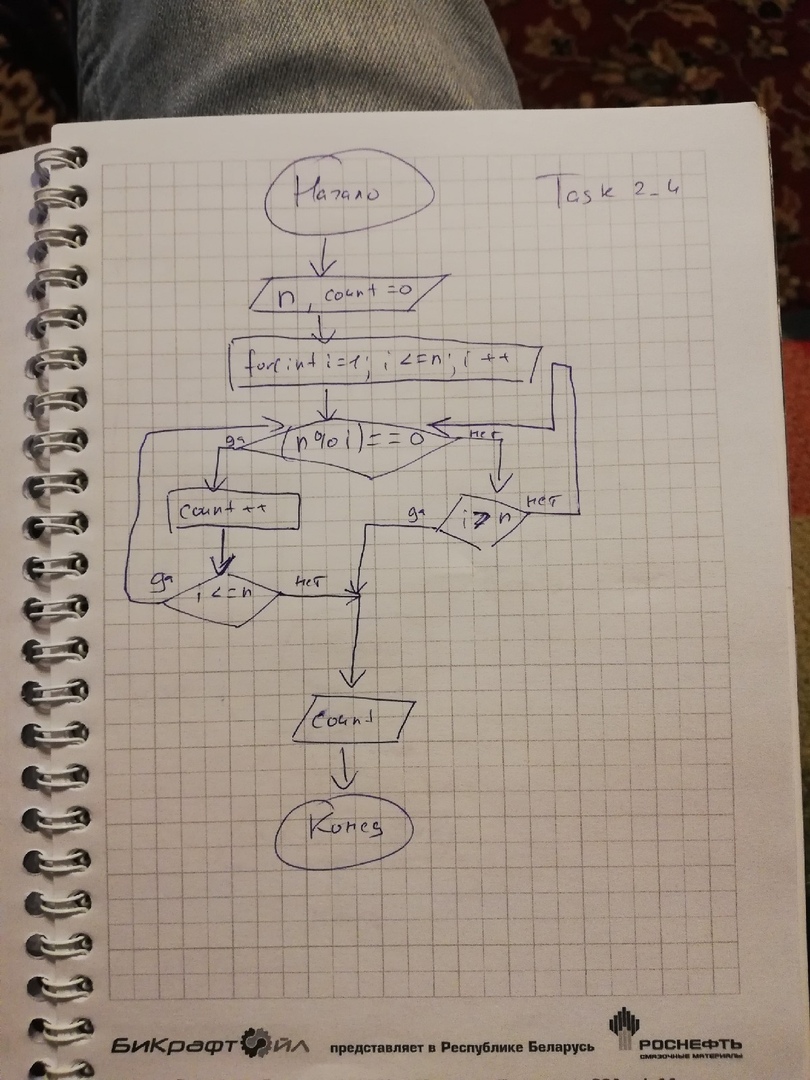 Начало
Task 2_4
n, count =0
for(int i=1; i <=n; i ++
да
(n%i)==0
нет
count ++
да
i > n
нет
да
i <=n
нет
count
Конец
БиКрафтОйл
представляет в Республике Беларусь
РОСНЕФТЬ
СМАЗОЧНЫЕ МАТЕРИАЛЫ